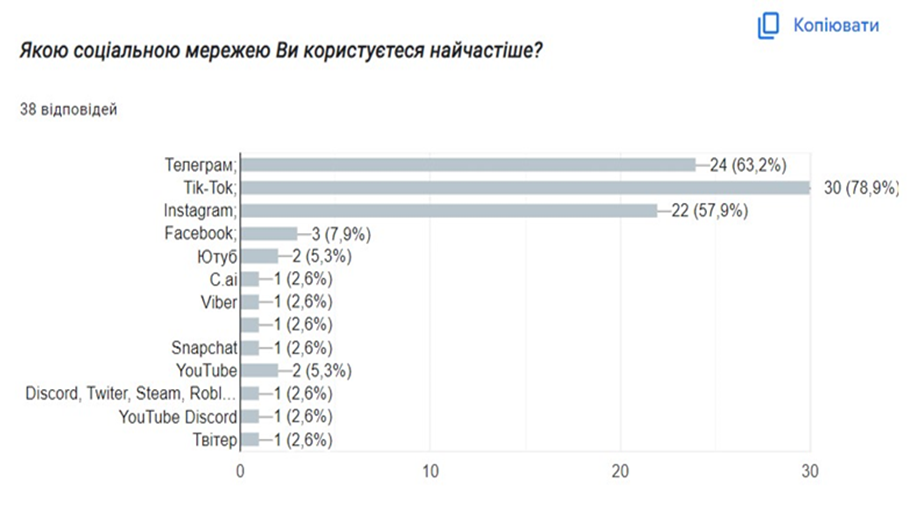 Копіювати
Якою соціальною мережею Ви користуєтеся найчастіше?
38 відповідей
Телеграм; 24 (63,2%)
Tik-Tok; 30 (78,9%)
Instagram; 22 (57,9%)
Facebook; 3 (7,9%)
Ютуб 2 (5,3%)
C.ai 1 (2,6%)
Viber 1 (2,6%)
1 (2,6%)
Snapchat 1 (2,6%)
YouTube 2 (5,3%)
Discord, Twiter, Steam, Robl... 1 (2,6%)
YouTube Discord 1 (2,6%)
Твітер 1 (2,6%)
0 10 20 30